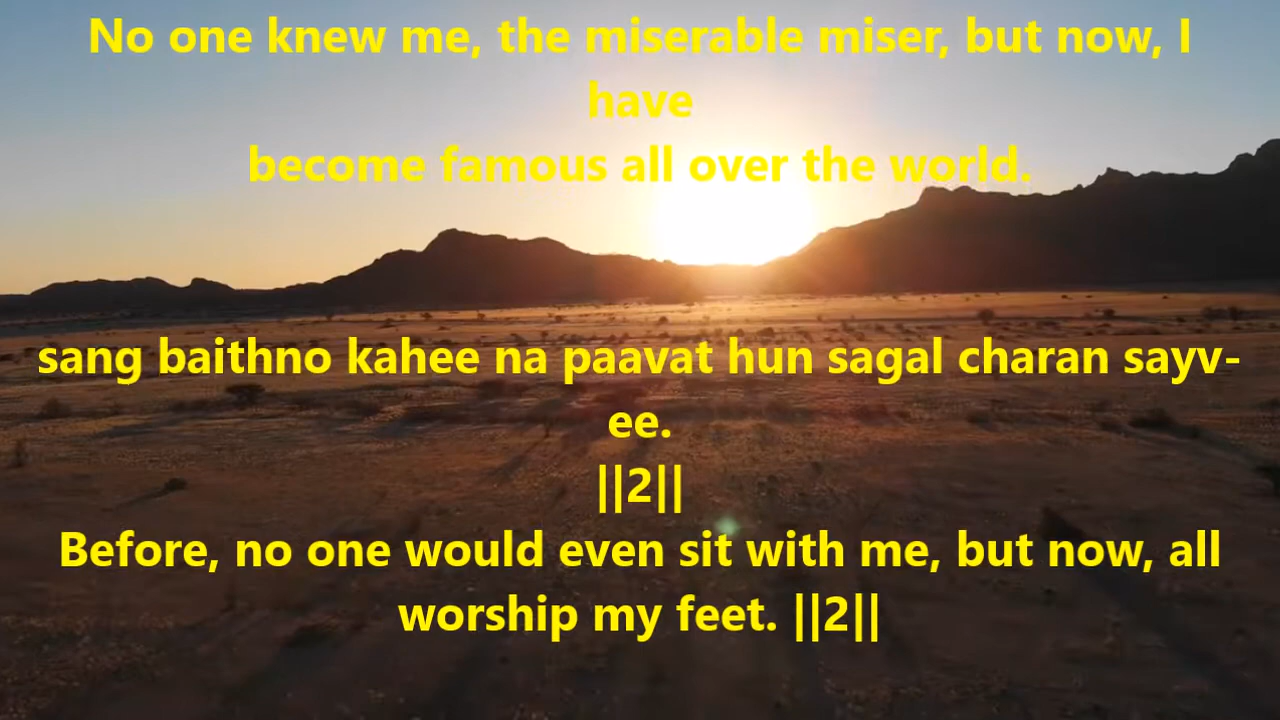 No one knew me, the miserable miser, but now, I
have
become famous all over the world.
sang baithno kahee na paavat hun sagal charan sayv-
ee.
||2||
Before, no one would even sit with me, but now, all
worship my feet. ||2||